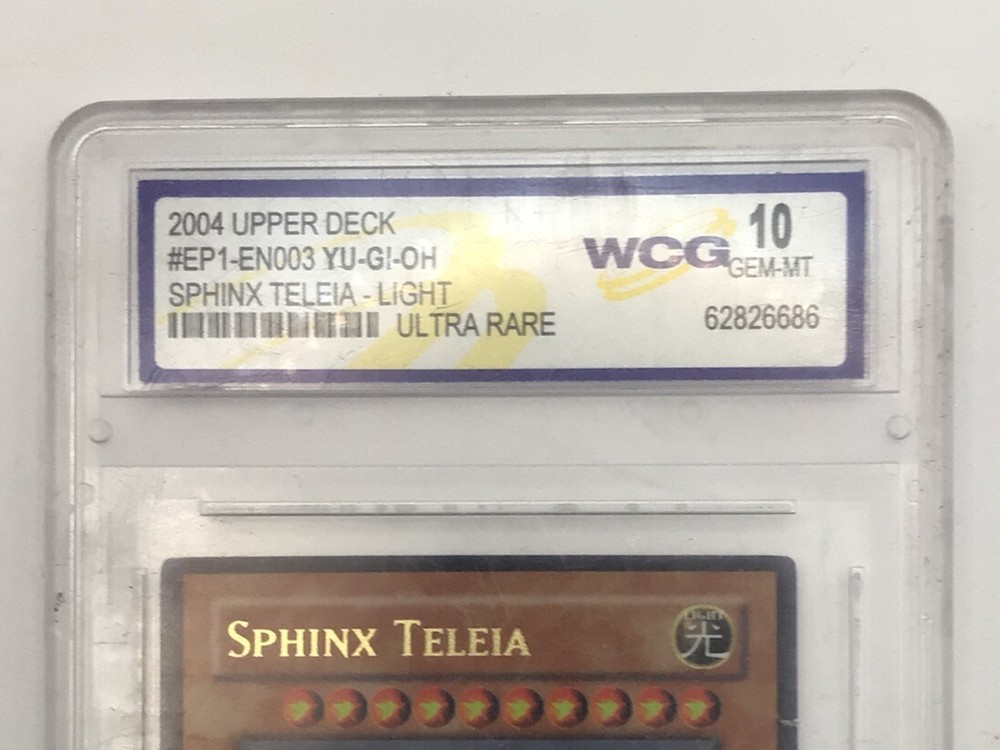 2004 UPPER DECK
#EP1-EN003 YU-GI-OH
SPHINX TELEIA - LIGHT
ULTRA RARE
WCG
10
GEM-MT
62826686
SPHINX TELEIA
LIGHT
光